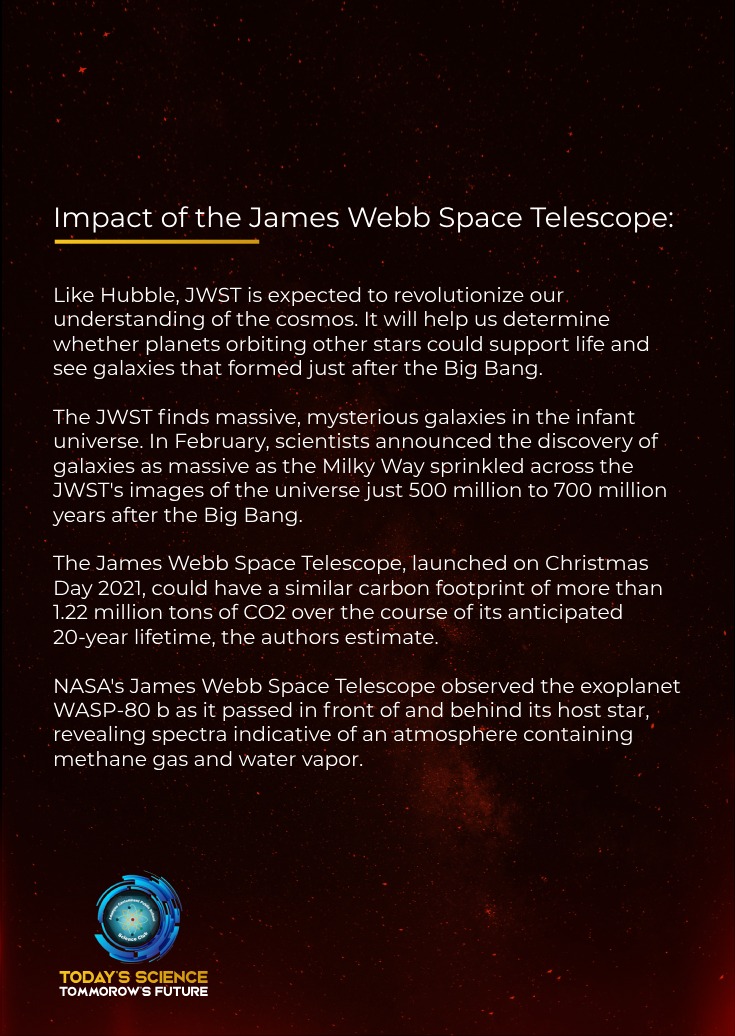 Impact of the James Webb Space Telescope:
Like Hubble, JWST is expected to revolutionize our
understanding of the cosmos. It will help us determine
whether planets orbiting other stars could support life and
see galaxies that formed just after the Big Bang.
The JWST finds massive, mysterious galaxies in the infant
universe. In February, scientists announced the discovery of
galaxies as massive as the Milky Way sprinkled across the
JWST's images of the universe just 500 million to 700 million
years after the Big Bang.
The James Webb Space Telescope, launched on Christmas
Day 2021, could have a similar carbon footprint of more than
1.22 million tons of CO2 over the course of its anticipated
20-year lifetime, the authors estimate.
NASA's James Webb Space Telescope observed the exoplanet
WASP-80 b as it passed in front of and behind its host star,
revealing spectra indicative of an atmosphere containing
methane gas and water vapor.
Science Club
TODAY'S SCIENCE
TOMMOROW'S FUTURE